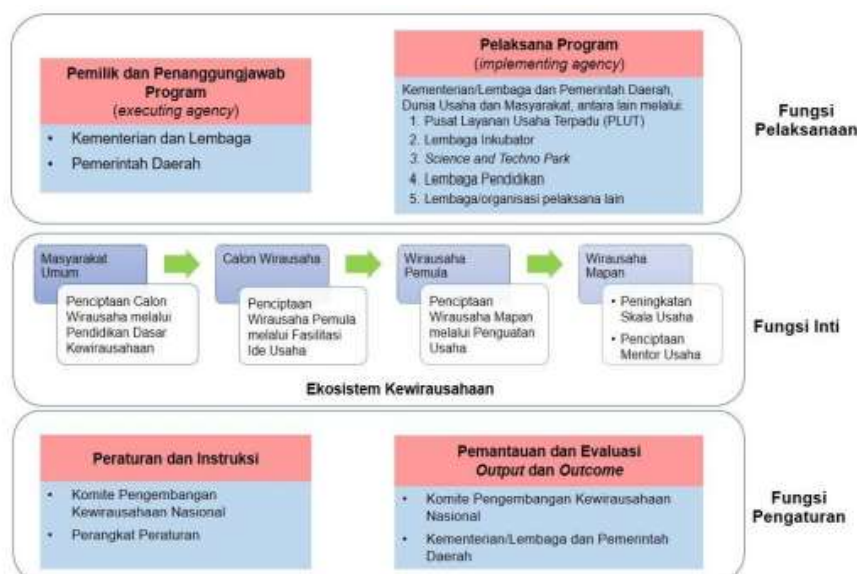 Pemilik dan Penanggungjawab
Program
(executing agency)
• Kementerian dan Lembaga
• Pemerintah Daerah
Pelaksana Program
(implementing agency)
Kementerian/Lembaga dan Pemerintah Daerah,
Dunia Usaha dan Masyarakat, antara lain melalui:
1. Pusat Layanan Usaha Terpadu (PLUT)
2. Lembaga Inkubator
3. Science and Techno Park
4. Lembaga Pendidikan
5. Lembaga/organisasi pelaksana lain
Fungsi
Pelaksanaan
Masyarakat
Umum
Penciptaan Calon
Wirausaha melalui
Pendidikan Dasar
Kewirausahaan
Calon Wirausaha
Penciptaan
Wirausaha Pemula
melalui Fasilitasi
Ide Usaha
Wirausaha
Pemula
Penciptaan
Wirausaha Mapan
melalui Penguatan
Usaha
Wirausaha
Mapan
• Peningkatan
Skala Usaha
• Penciptaan
Mentor Usaha
Fungsi Inti
Ekosistem Kewirausahaan
Peraturan dan Instruksi
• Komite Pengembangan
Kewirausahaan Nasional
• Perangkat Peraturan
Pemantauan dan Evaluasi
Output dan Outcome
• Komite Pengembangan Kewirausahaan
Nasional
• Kementerian/Lembaga dan Pemerintah
Daerah
Fungsi
Pengaturan